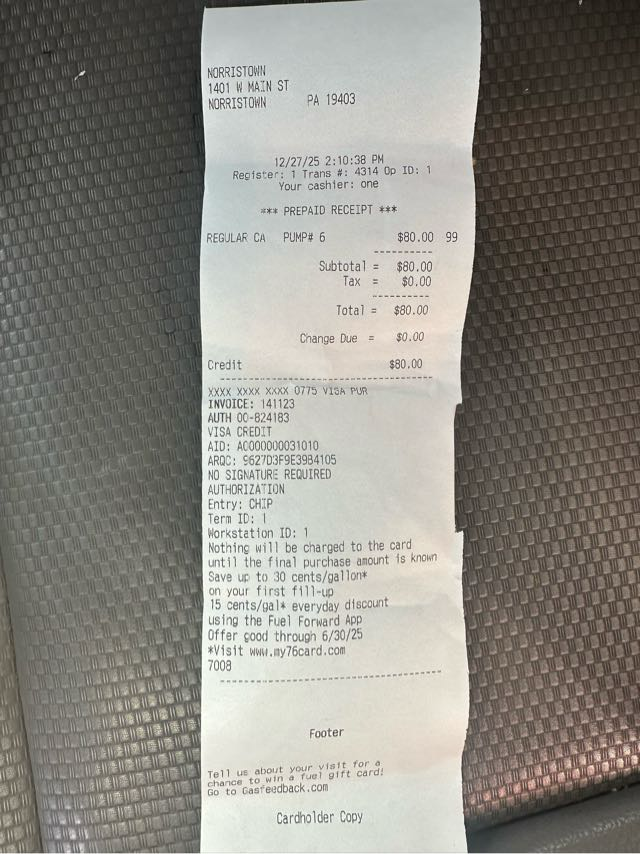 NORRISTOWN
1401 W MAIN ST
NORRISTOWN PA 19403
12/27/25 2:10:38 PM
Register: 1 Trans #: 4314 Op ID: 1
Your cashier: one
*** PREPAID RECEIPT ***
REGULAR CA PUMP# 6 $80.00 99
Subtotal = $80.00
Tax = $0.00
Total = $80.00
Change Due = $0.00
Credit $80.00
XXXX XXXX XXXX 0775 VISA PUR
INVOICE: 141123
AUTH 00-824183
VISA CREDIT
AID: A0000000031010
ARQC: 9627D3F9E39B4105
NO SIGNATURE REQUIRED
AUTHORIZATION
Entry: CHIP
Term ID: 1
Workstation ID: 1
Nothing will be charged to the card
until the final purchase amount is known
Save up to 30 cents/gallon*
on your first fill-up
15 cents/gal* everyday discount
using the Fuel Forward App
Offer good through 6/30/25
*Visit www.my76card.com
7008
Footer
Tell us about your visit for a
chance to win a fuel gift card!
Go to Gasfeedback.com
Cardholder Copy